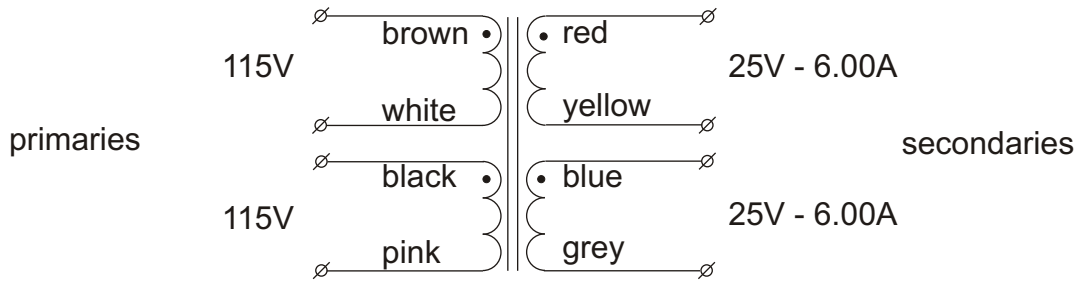 brown
red
115V
25V - 6.00A
white
yellow
primaries
secondaries
black
blue
115V
25V - 6.00A
pink
grey